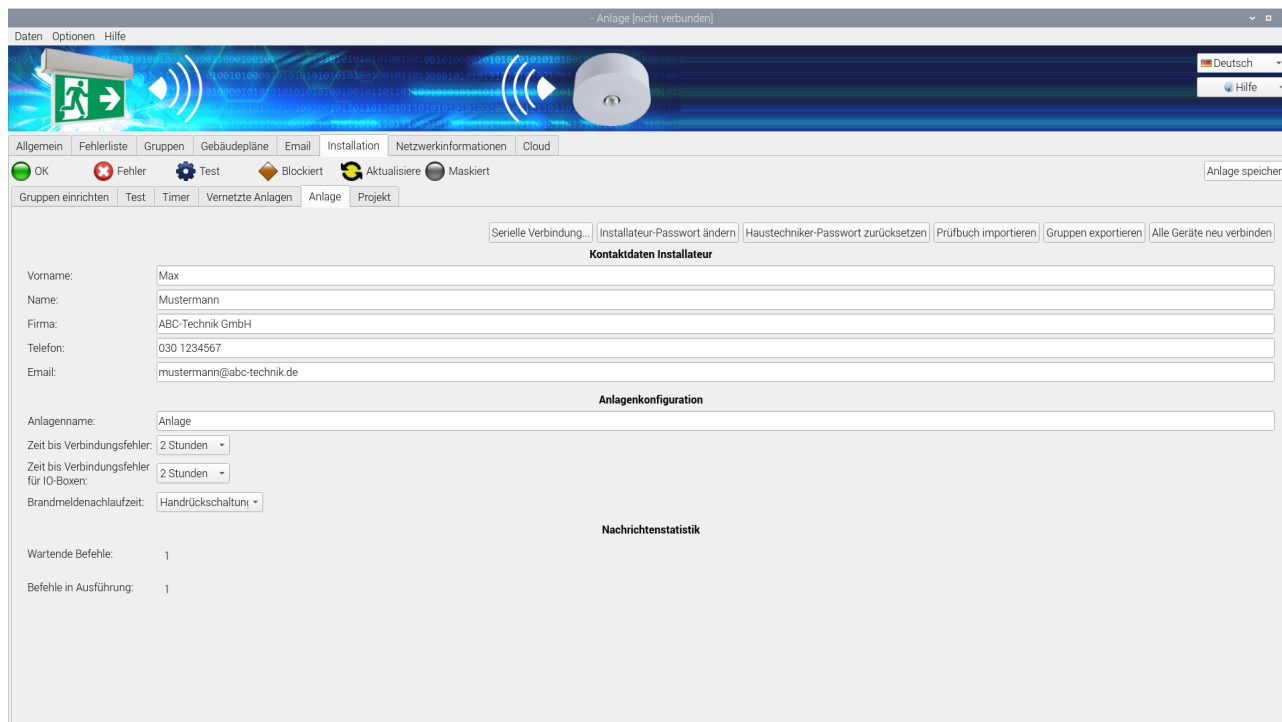 - Anlage [nicht verbunden]
Daten Optionen Hilfe
Deutsch
Hilfe
Allgemein Fehlerliste Gruppen Gebäudepläne Email Installation Netzwerkinformationen Cloud
OK Fehler Test Blockiert Aktualisiere Maskiert Anlage speicher
Gruppen einrichten Test Timer Vernetzte Anlagen Anlage Projekt
Serielle Verbindung... Installateur-Passwort ändern Haustechniker-Passwort zurücksetzen Prüfbuch importieren Gruppen exportieren Alle Geräte neu verbinden
Kontaktdaten Installateur
Vorname: Max
Name: Mustermann
Firma: ABC-Technik GmbH
Telefon: 030 1234567
Email: mustermann@abc-technik.de
Anlagenkonfiguration
Anlagenname: Anlage
Zeit bis Verbindungsfehler: 2 Stunden
Zeit bis Verbindungsfehler
für IO-Boxen: 2 Stunden
Brandmeldenachlaufzeit: Handrückschaltung
Nachrichtenstatistik
Wartende Befehle: 1
Befehle in Ausführung: 1